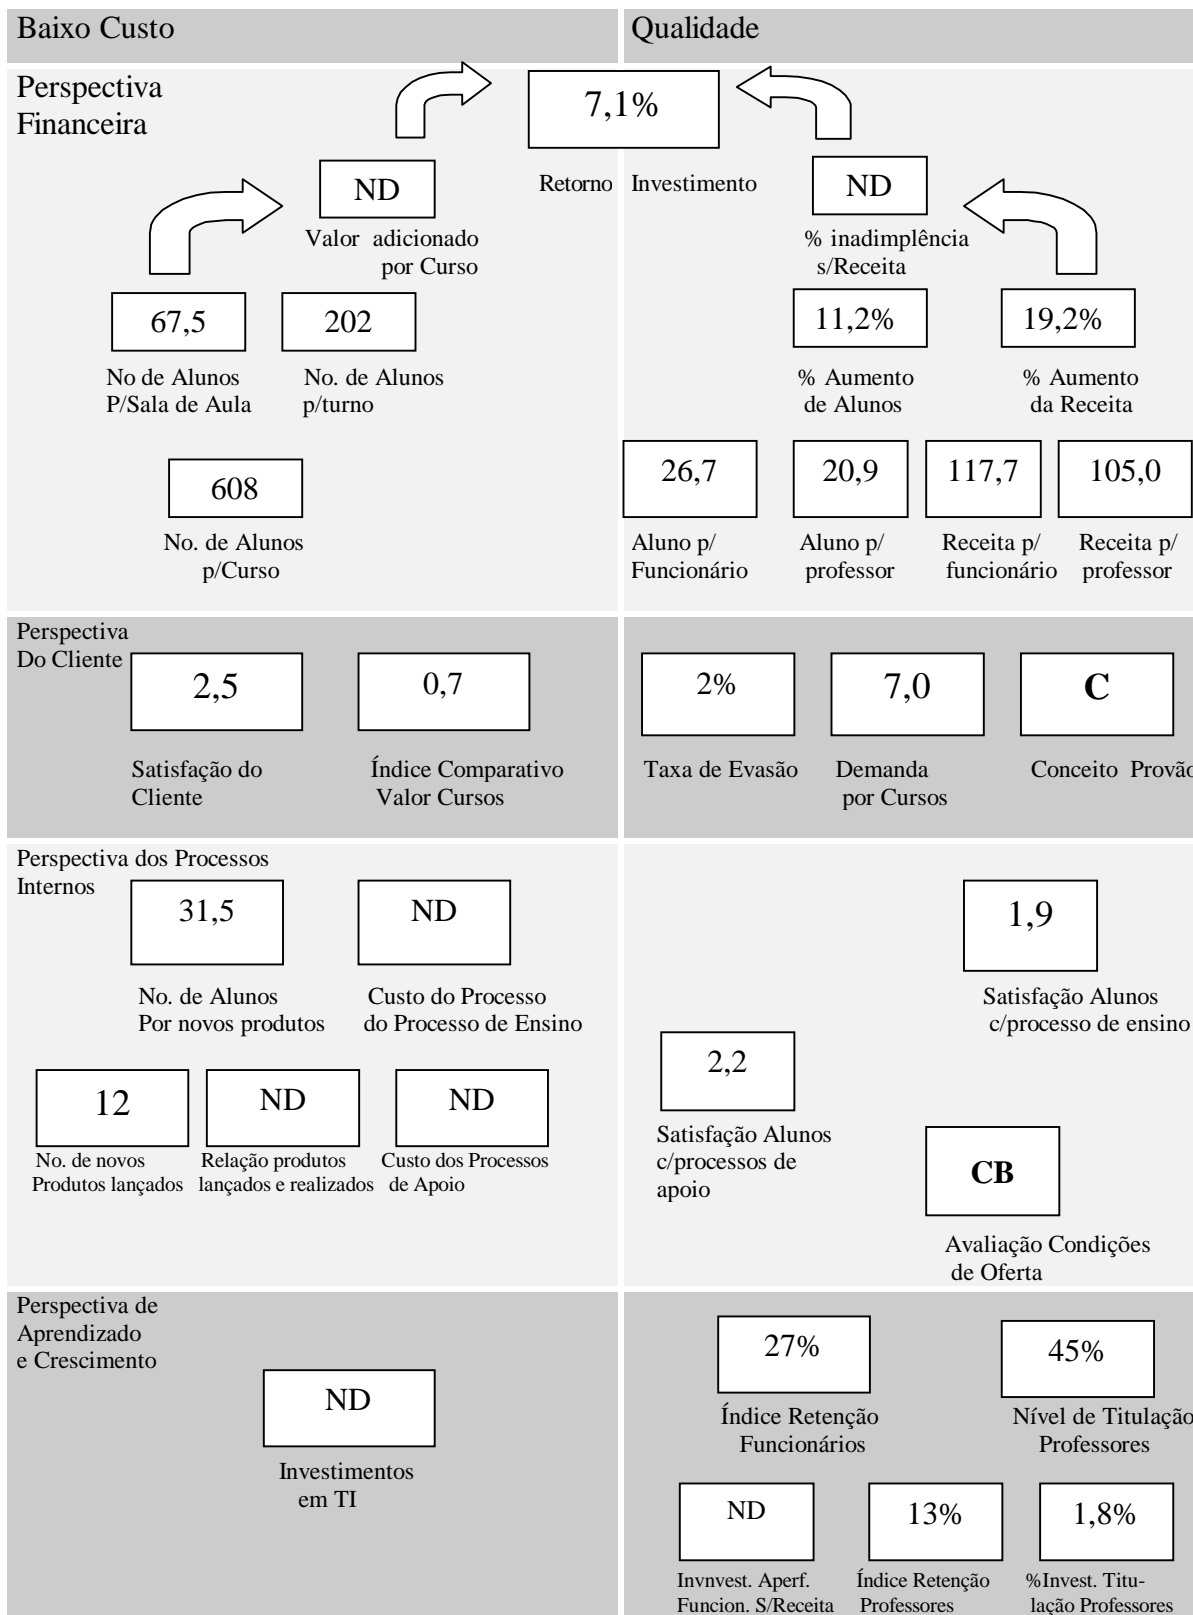 Baixo Custo
Qualidade
Perspectiva
Financeira
7,1%
Retorno Investimento
ND
Valor adicionado
por Curso
ND
% inadimplência
s/Receita
67,5
202
No de Alunos
P/Sala de Aula
No. de Alunos
p/turno
11,2%
19,2%
% Aumento
de Alunos
% Aumento
da Receita
608
No. de Alunos
p/Curso
26,7
20,9
117,7
105,0
Aluno p/
Funcionário
Aluno p/
professor
Receita p/
funcionário
Receita p/
professor
Perspectiva
Do Cliente
2,5
0,7
Satisfação do
Cliente
Índice Comparativo
Valor Cursos
2%
7,0
C
Taxa de Evasão
Demanda
por Cursos
Conceito Provão
Perspectiva dos Processos
Internos
31,5
ND
No. de Alunos
Por novos produtos
Custo do Processo
do Processo de Ensino
12
ND
ND
No. de novos
Produtos lançados
Relação produtos
lançados e realizados
Custo dos Processos
de Apoio
1,9
Satisfação Alunos
c/processo de ensino
2,2
Satisfação Alunos
c/processos de
apoio
CB
Avaliação Condições
de Oferta
Perspectiva de
Aprendizado
e Crescimento
ND
Investimentos
em TI
27%
45%
Índice Retenção
Funcionários
Nível de Titulação
Professores
ND
13%
1,8%
Invnvest. Aperf.
Funcion. S/Receita
Índice Retenção
Professores
%Invest. Titu-
lação Professores